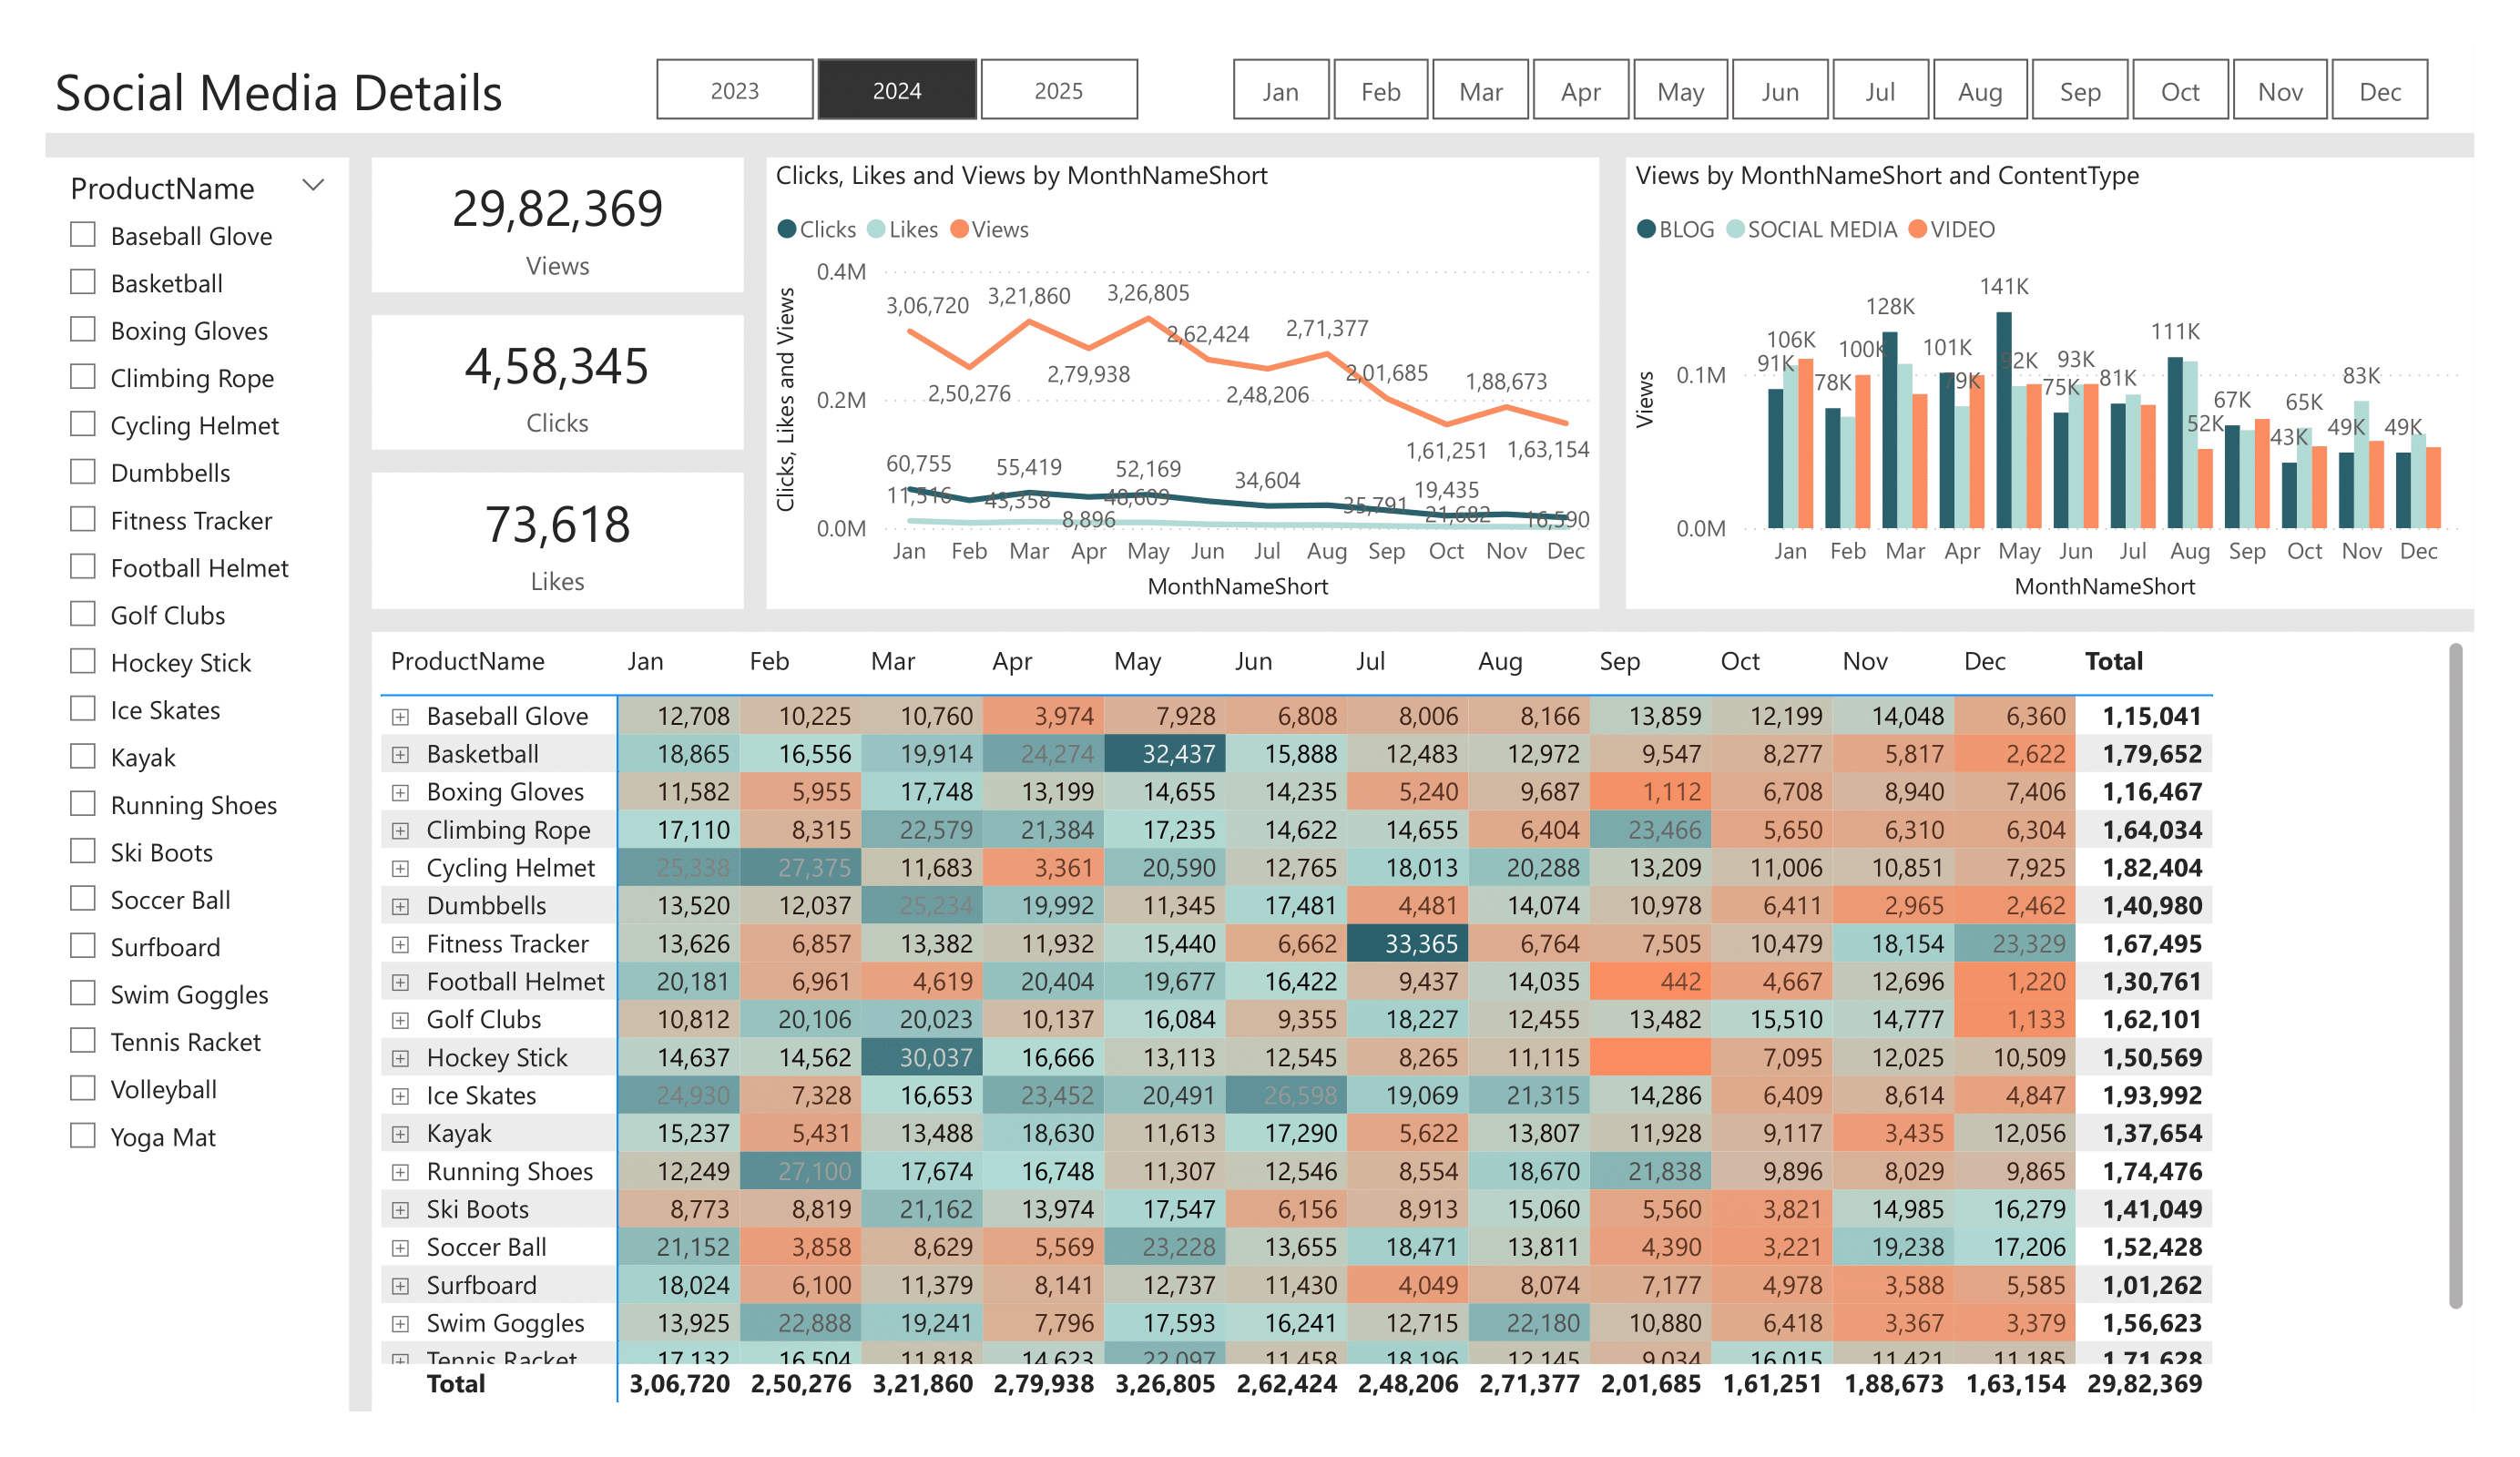 Social Media Details
2023 2024 2025
Jan Feb Mar Apr May Jun Jul Aug Sep Oct Nov Dec
ProductName
Baseball Glove
Basketball
Boxing Gloves
Climbing Rope
Cycling Helmet
Dumbbells
Fitness Tracker
Football Helmet
Golf Clubs
Hockey Stick
Ice Skates
Kayak
Running Shoes
Ski Boots
Soccer Ball
Surfboard
Swim Goggles
Tennis Racket
Volleyball
Yoga Mat
29,82,369
Views
4,58,345
Clicks
73,618
Likes
Clicks, Likes and Views by MonthNameShort
Clicks Likes Views
Clicks, Likes and Views
0.4M
0.2M
0.0M
3,06,720 2,50,276 3,21,860 2,79,938 3,26,805 2,62,424 2,48,206 2,71,377 2,01,685 1,61,251 1,88,673 1,63,154
60,755 43,358 55,419 48,609 52,169 34,604 35,791 19,435 21,682 16,590
11,516 8,896
Jan Feb Mar Apr May Jun Jul Aug Sep Oct Nov Dec
MonthNameShort
Views by MonthNameShort and ContentType
BLOG SOCIAL MEDIA VIDEO
Views
0.1M
0.0M
91K 106K 78K 100K 128K 101K 79K 141K 92K 75K 93K 81K 111K 52K 67K 43K 65K 49K 83K 49K
Jan Feb Mar Apr May Jun Jul Aug Sep Oct Nov Dec
MonthNameShort
ProductName Jan Feb Mar Apr May Jun Jul Aug Sep Oct Nov Dec Total
Baseball Glove 12,708 10,225 10,760 3,974 7,928 6,808 8,006 8,166 13,859 12,199 14,048 6,360 1,15,041
Basketball 18,865 16,556 19,914 24,274 32,437 15,888 12,483 12,972 9,547 8,277 5,817 2,622 1,79,652
Boxing Gloves 11,582 5,955 17,748 13,199 14,655 14,235 5,240 9,687 1,112 6,708 8,940 7,406 1,16,467
Climbing Rope 17,110 8,315 22,579 21,384 17,235 14,622 14,655 6,404 23,466 5,650 6,310 6,304 1,64,034
Cycling Helmet 25,338 27,375 11,683 3,361 20,590 12,765 18,013 20,288 13,209 11,006 10,851 7,925 1,82,404
Dumbbells 13,520 12,037 25,234 19,992 11,345 17,481 4,481 14,074 10,978 6,411 2,965 2,462 1,40,980
Fitness Tracker 13,626 6,857 13,382 11,932 15,440 6,662 33,365 6,764 7,505 10,479 18,154 23,329 1,67,495
Football Helmet 20,181 6,961 4,619 20,404 19,677 16,422 9,437 14,035 442 4,667 12,696 1,220 1,30,761
Golf Clubs 10,812 20,106 20,023 10,137 16,084 9,355 18,227 12,455 13,482 15,510 14,777 1,133 1,62,101
Hockey Stick 14,637 14,562 30,037 16,666 13,113 12,545 8,265 11,115 7,095 12,025 10,509 1,50,569
Ice Skates 24,930 7,328 16,653 23,452 20,491 26,598 19,069 21,315 14,286 6,409 8,614 4,847 1,93,992
Kayak 15,237 5,431 13,488 18,630 11,613 17,290 5,622 13,807 11,928 9,117 3,435 12,056 1,37,654
Running Shoes 12,249 27,100 17,674 16,748 11,307 12,546 8,554 18,670 21,838 9,896 8,029 9,865 1,74,476
Ski Boots 8,773 8,819 21,162 13,974 17,547 6,156 8,913 15,060 5,560 3,821 14,985 16,279 1,41,049
Soccer Ball 21,152 3,858 8,629 5,569 23,228 13,655 18,471 13,811 4,390 3,221 19,238 17,206 1,52,428
Surfboard 18,024 6,100 11,379 8,141 12,737 11,430 4,049 8,074 7,177 4,978 3,588 5,585 1,01,262
Swim Goggles 13,925 22,888 19,241 7,796 17,593 16,241 12,715 22,180 10,880 6,418 3,367 3,379 1,56,623
Tennis Racket 17,132 16,504 11,818 14,623 22,097 11,458 18,196 12,145 9,034 16,015 11,421 11,185 1,71,628
Total 3,06,720 2,50,276 3,21,860 2,79,938 3,26,805 2,62,424 2,48,206 2,71,377 2,01,685 1,61,251 1,88,673 1,63,154 29,82,369